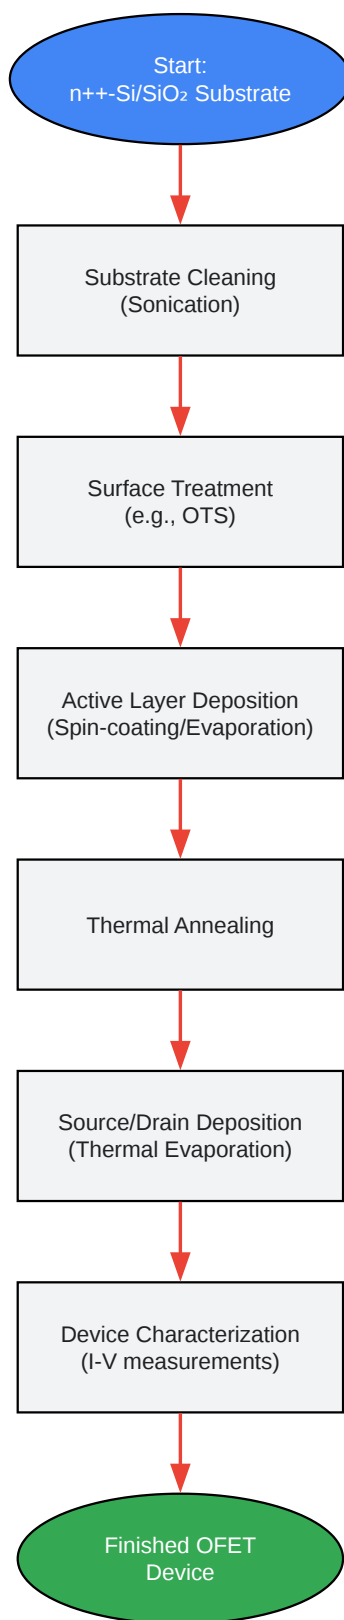 Start:
n++-Si/SiO₂ Substrate
Substrate Cleaning
(Sonication)
Surface Treatment
(e.g., OTS)
Active Layer Deposition
(Spin-coating/Evaporation)
Thermal Annealing
Source/Drain Deposition
(Thermal Evaporation)
Device Characterization
(I-V measurements)
Finished OFET
Device